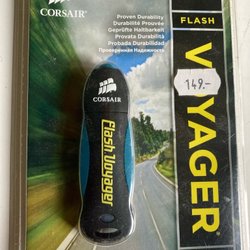 CORSAIR
Proven Durability
Durabilité Prouvée
Geprüfte Haltbarkeit
Provata Durabilità
Probada Durabilidad
Проверенная Надежность
FLASH
VOYAGER
149.-
CORSAIR
Flash Voyager